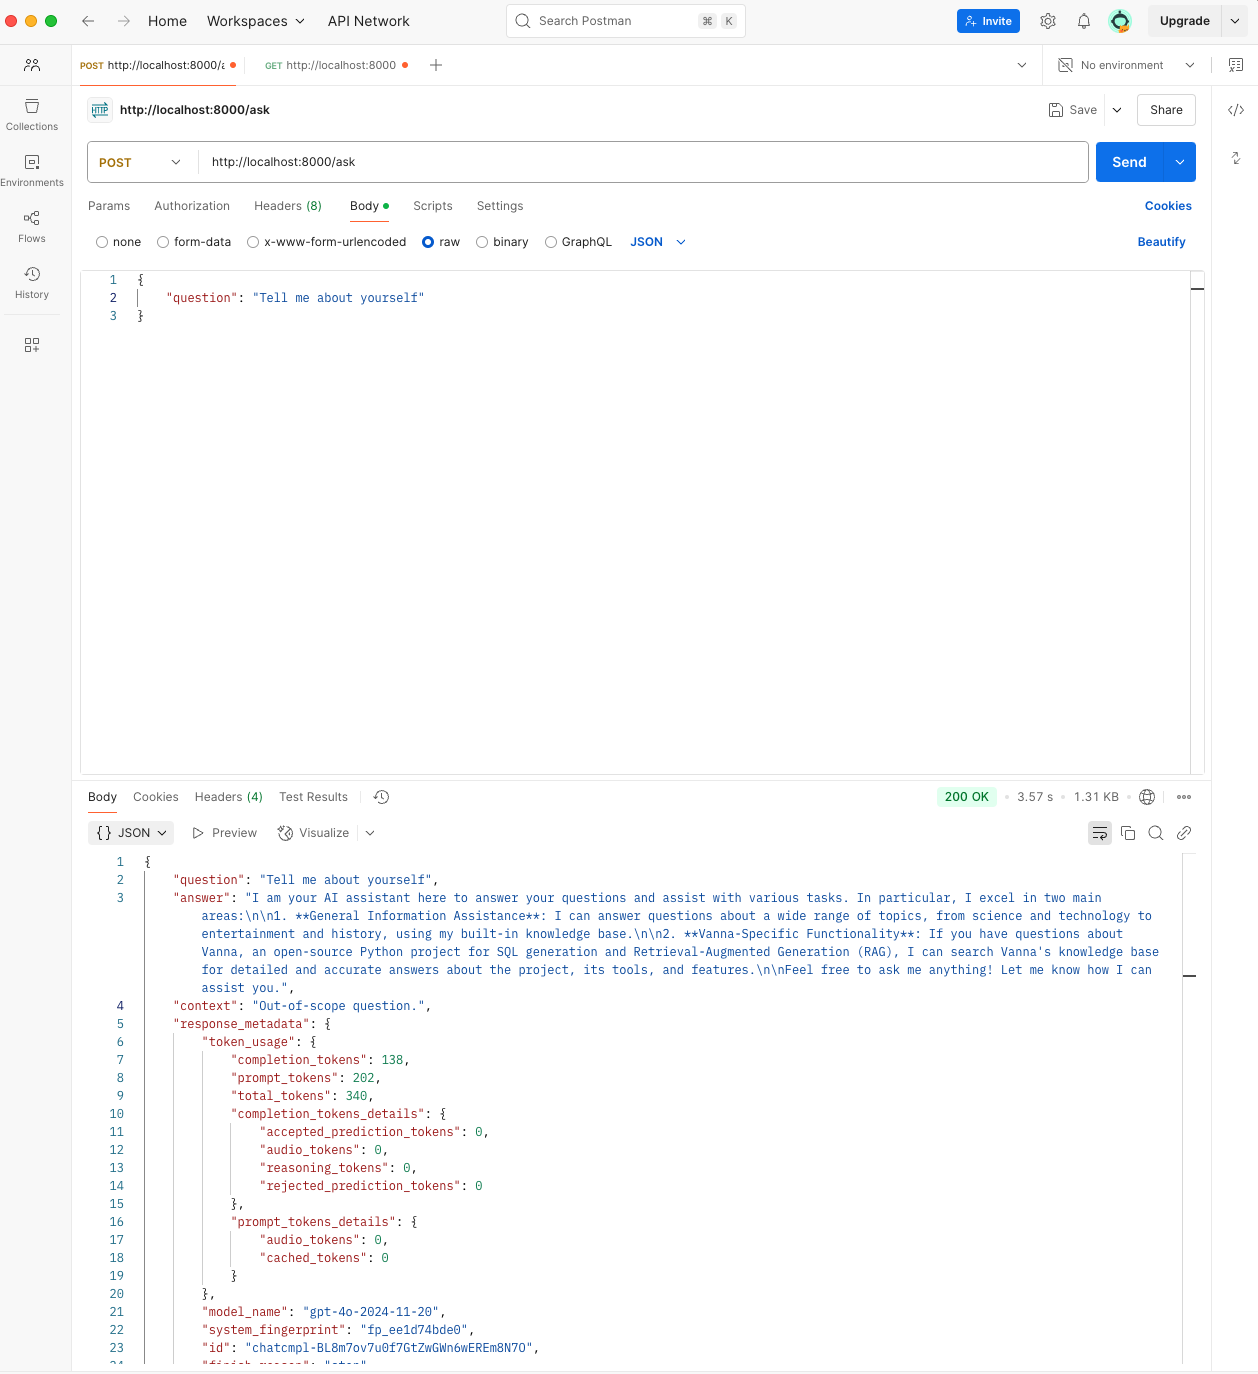 Home
Workspaces
API Network
Search Postman
⌘ K
Invite
Upgrade
POST http://localhost:8000/a
GET http://localhost:8000
No environment
Collections
Environments
Flows
History
HTTP
http://localhost:8000/ask
Save
Share
POST
http://localhost:8000/ask
Send
Params
Authorization
Headers (8)
Body
Scripts
Settings
Cookies
none
form-data
x-www-form-urlencoded
raw
binary
GraphQL
JSON
Beautify
1 {
2 "question": "Tell me about yourself"
3 }
Body
Cookies
Headers (4)
Test Results
200 OK
3.57 s
1.31 KB
{} JSON
Preview
Visualize
1 {
2 "question": "Tell me about yourself",
3 "answer": "I am your AI assistant here to answer your questions and assist with various tasks. In particular, I excel in two main
areas:\n\n1. **General Information Assistance**: I can answer questions about a wide range of topics, from science and technology to
entertainment and history, using my built-in knowledge base.\n\n2. **Vanna-Specific Functionality**: If you have questions about
Vanna, an open-source Python project for SQL generation and Retrieval-Augmented Generation (RAG), I can search Vanna's knowledge base
for detailed and accurate answers about the project, its tools, and features.\n\nFeel free to ask me anything! Let me know how I can
assist you.",
4 "context": "Out-of-scope question.",
5 "response_metadata": {
6 "token_usage": {
7 "completion_tokens": 138,
8 "prompt_tokens": 202,
9 "total_tokens": 340,
10 "completion_tokens_details": {
11 "accepted_prediction_tokens": 0,
12 "audio_tokens": 0,
13 "reasoning_tokens": 0,
14 "rejected_prediction_tokens": 0
15 },
16 "prompt_tokens_details": {
17 "audio_tokens": 0,
18 "cached_tokens": 0
19 }
20 },
21 "model_name": "gpt-4o-2024-11-20",
22 "system_fingerprint": "fp_ee1d74bde0",
23 "id": "chatcmpl-BL8m7ov7u0f7GtZwGWn6wEREm8N7O",
24 "finish_reason": "stop"